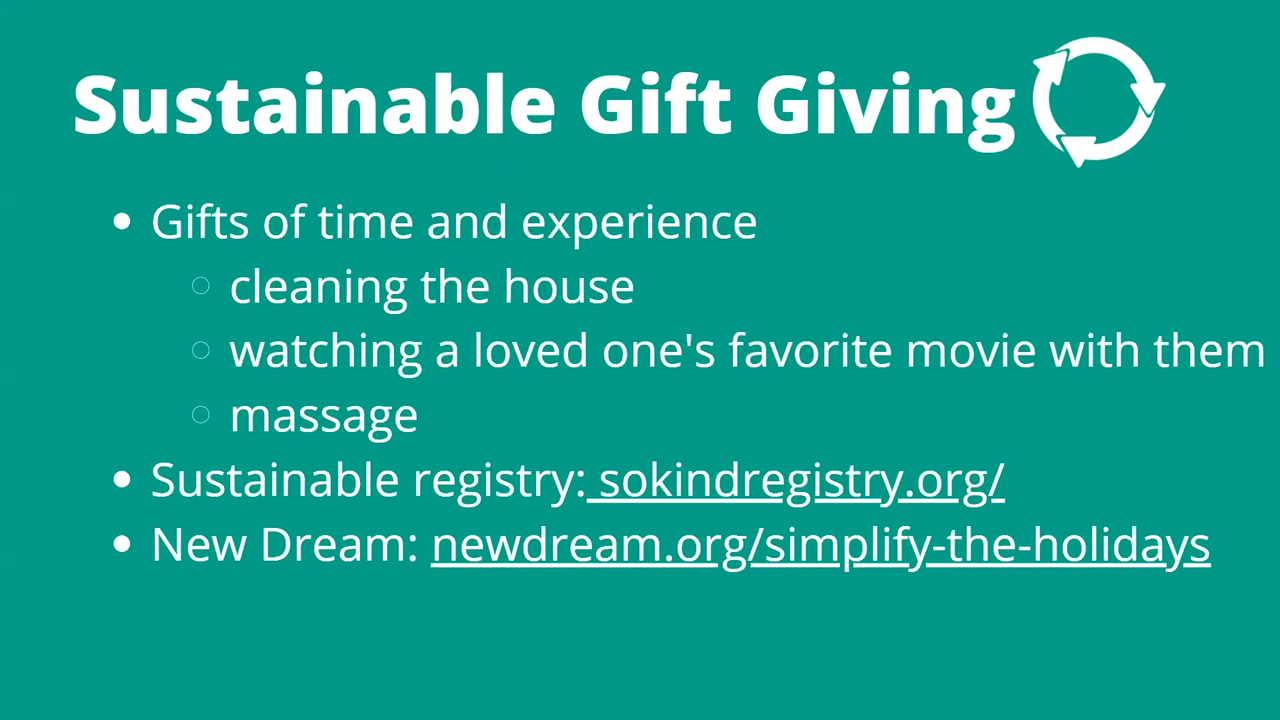 Sustainable Gift Giving
Gifts of time and experience
cleaning the house
watching a loved one's favorite movie with them
massage
Sustainable registry: sokindregistry.org/
New Dream: newdream.org/simplify-the-holidays